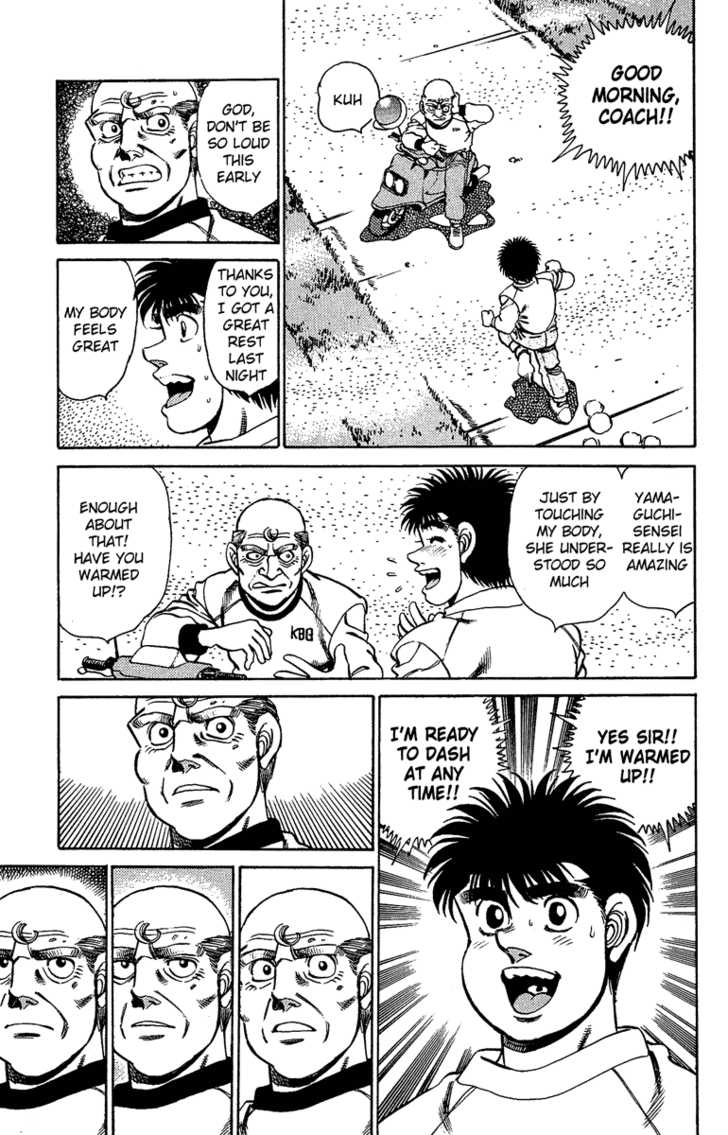 GOOD
MORNING,
COACH!!
KUH
GOD,
DON'T BE
SO LOUD
THIS
EARLY
THANKS
TO YOU,
I GOT A
GREAT
REST
LAST
NIGHT
MY BODY
FEELS
GREAT
YAMA-
GUCHI-
SENSEI
REALLY IS
AMAZING
JUST BY
TOUCHING
MY BODY,
SHE UNDER-
STOOD SO
MUCH
ENOUGH
ABOUT
THAT!
HAVE YOU
WARMED
UP!?
KBG
YES SIR!!
I'M WARMED
UP!!
I'M READY
TO DASH
AT ANY
TIME!!